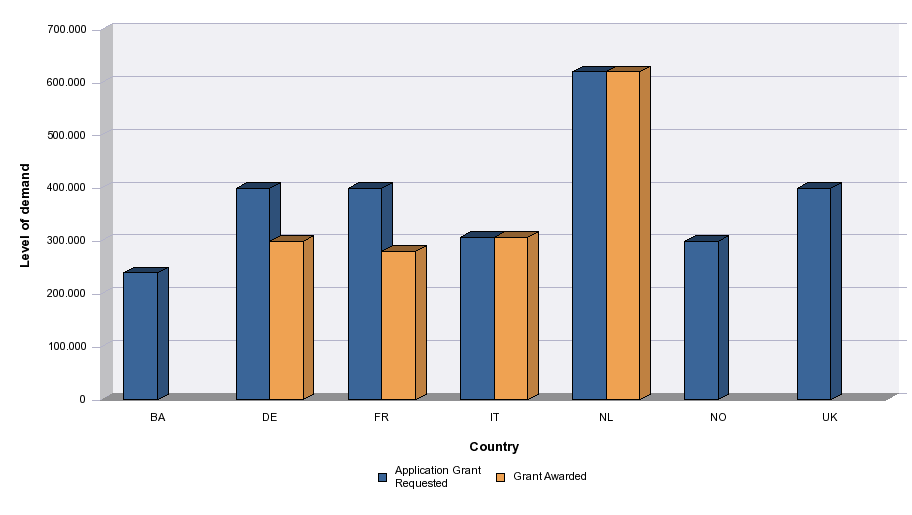 700.000
600.000
500.000
400.000
300.000
200.000
100.000
0
Level of demand
BA DE FR IT NL NO UK
Country
Application Grant
Requested
Grant Awarded